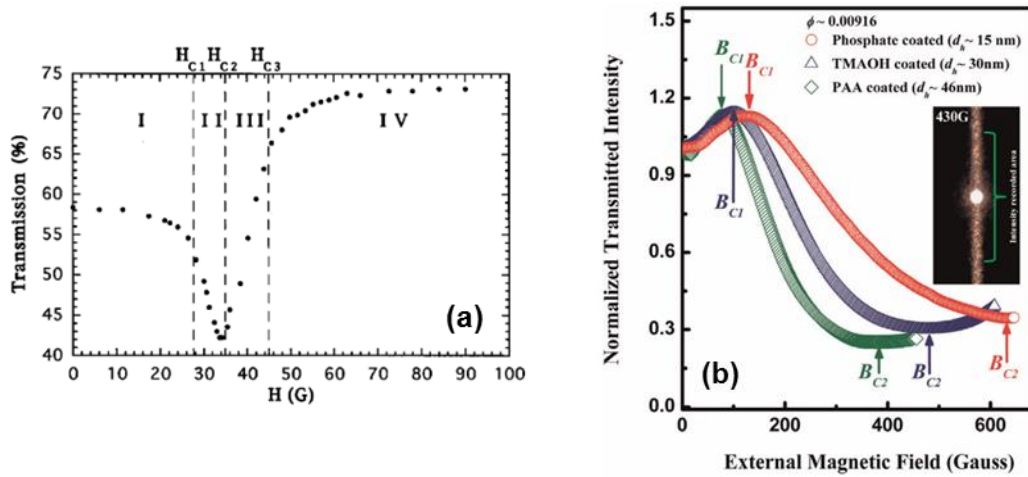 H_C1 H_C2 H_C3
75
70
65
60
55
50
45
40
Transmission (%)
I II III IV
(a)
0 10 20 30 40 50 60 70 80 90 100
H (G)
1.5
1.2
0.9
0.6
0.3
0.0
Normalized Transmitted Intensity
ϕ ~ 0.00916
Phosphate coated (d_h~ 15 nm)
TMAOH coated (d_h~ 30nm)
PAA coated (d_h~ 46nm)
B_C1 B_C1
B_C1
430G
Intensity recorded area
B_C2 B_C2 B_C2
(b)
0 200 400 600
External Magnetic Field (Gauss)